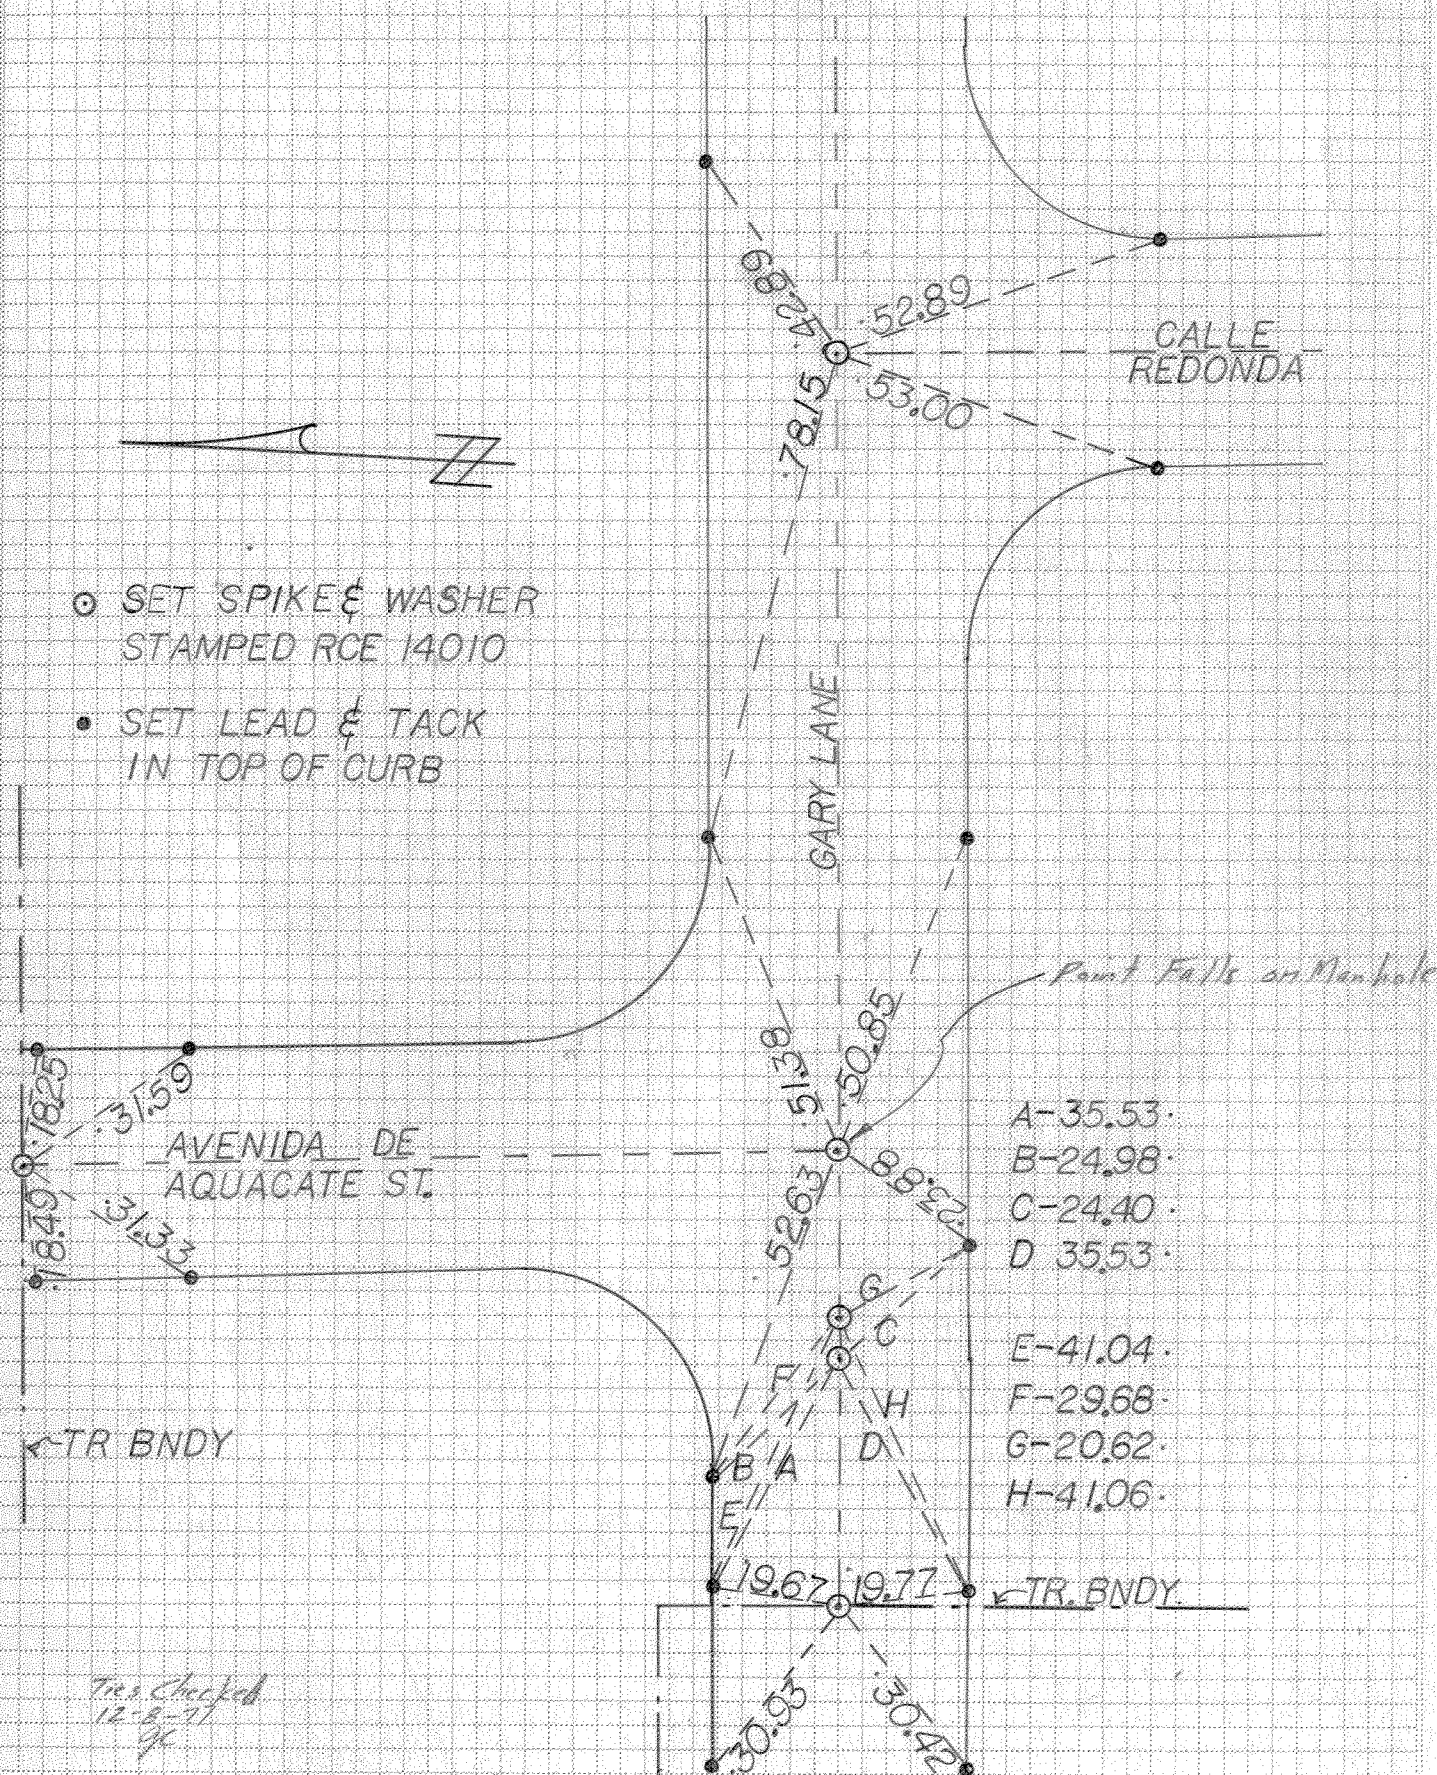 42.89
52.89
CALLE
REDONDA
53.00
78.15
SET SPIKE & WASHER
STAMPED RCE 14010
SET LEAD & TACK
IN TOP OF CURB
GARY LANE
Point Falls on Manhole
51.38
50.85
18.25
31.59
AVENIDA DE
AQUACATE ST.
18.49
31.33
52.63
23.88
A-35.53
B-24.98
C-24.40
D 35.53
E-41.04
F-29.68
G-20.62
H-41.06
G
C
F
H
D
B A
E
TR BNDY
19.67
19.77
TR. BNDY.
30.93
30.42
Ties Checked
12-8-77